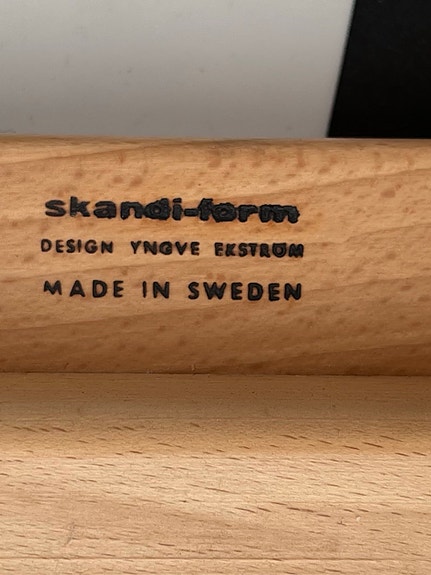 skandi-form
DESIGN YNGVE EKSTRÖM
MADE IN SWEDEN